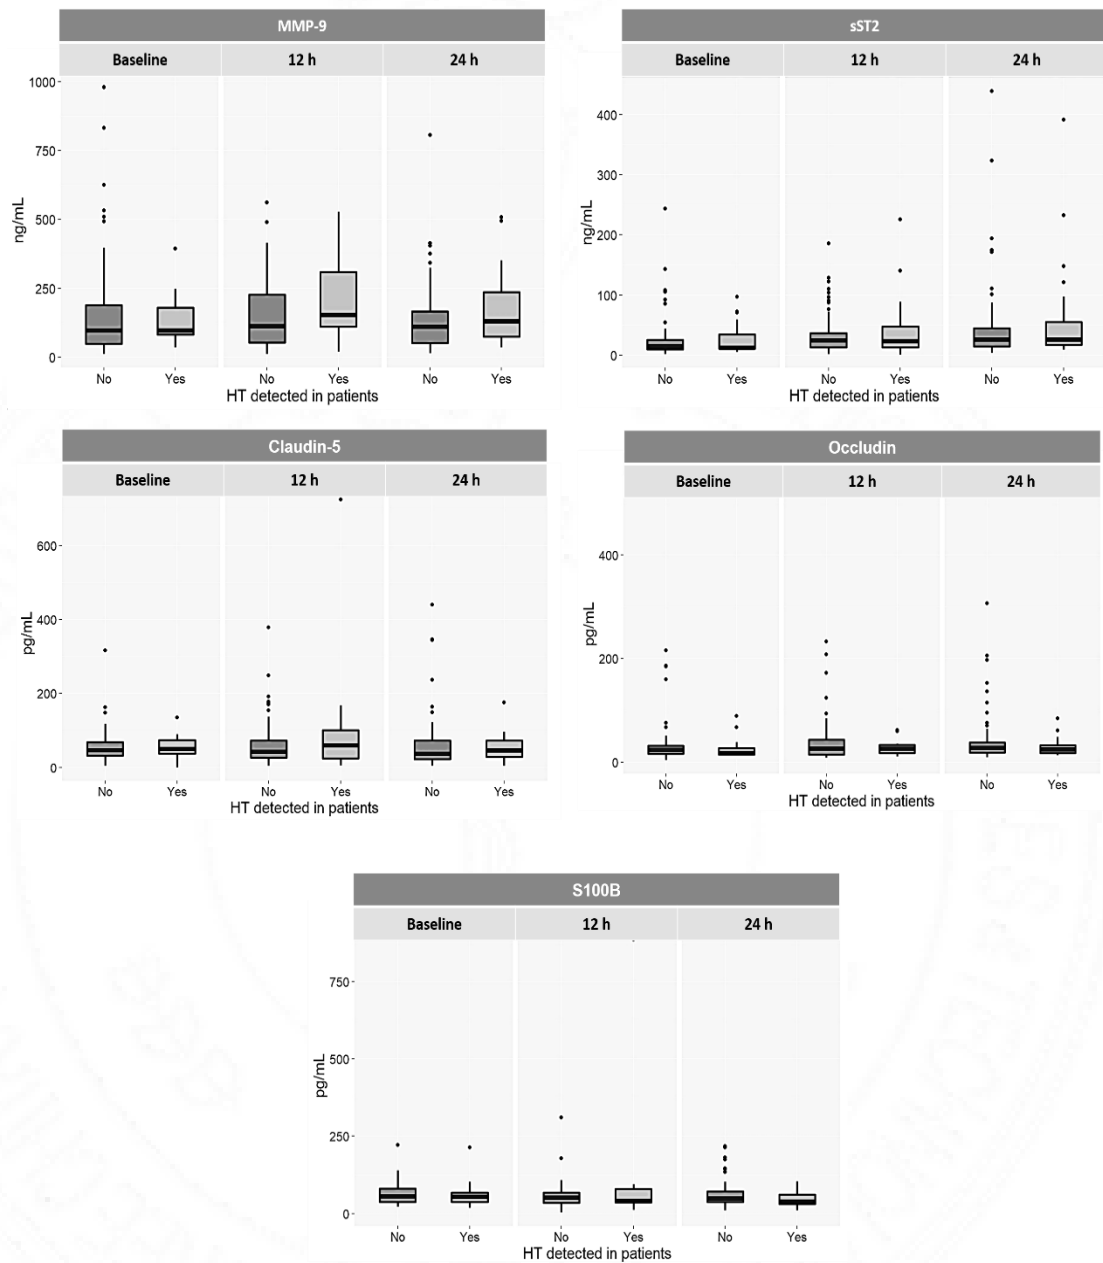 MMP-9
Baseline 12 h 24 h
1000
750
500
250
0
ng/mL
No Yes No Yes No Yes
HT detected in patients
sST2
Baseline 12 h 24 h
400
300
200
100
0
ng/mL
No Yes No Yes No Yes
HT detected in patients
Claudin-5
Baseline 12 h 24 h
600
400
200
0
pg/mL
No Yes No Yes No Yes
HT detected in patients
Occludin
Baseline 12 h 24 h
400
200
0
pg/mL
No Yes No Yes No Yes
HT detected in patients
S100B
Baseline 12 h 24 h
750
500
250
0
pg/mL
No Yes No Yes No Yes
HT detected in patients